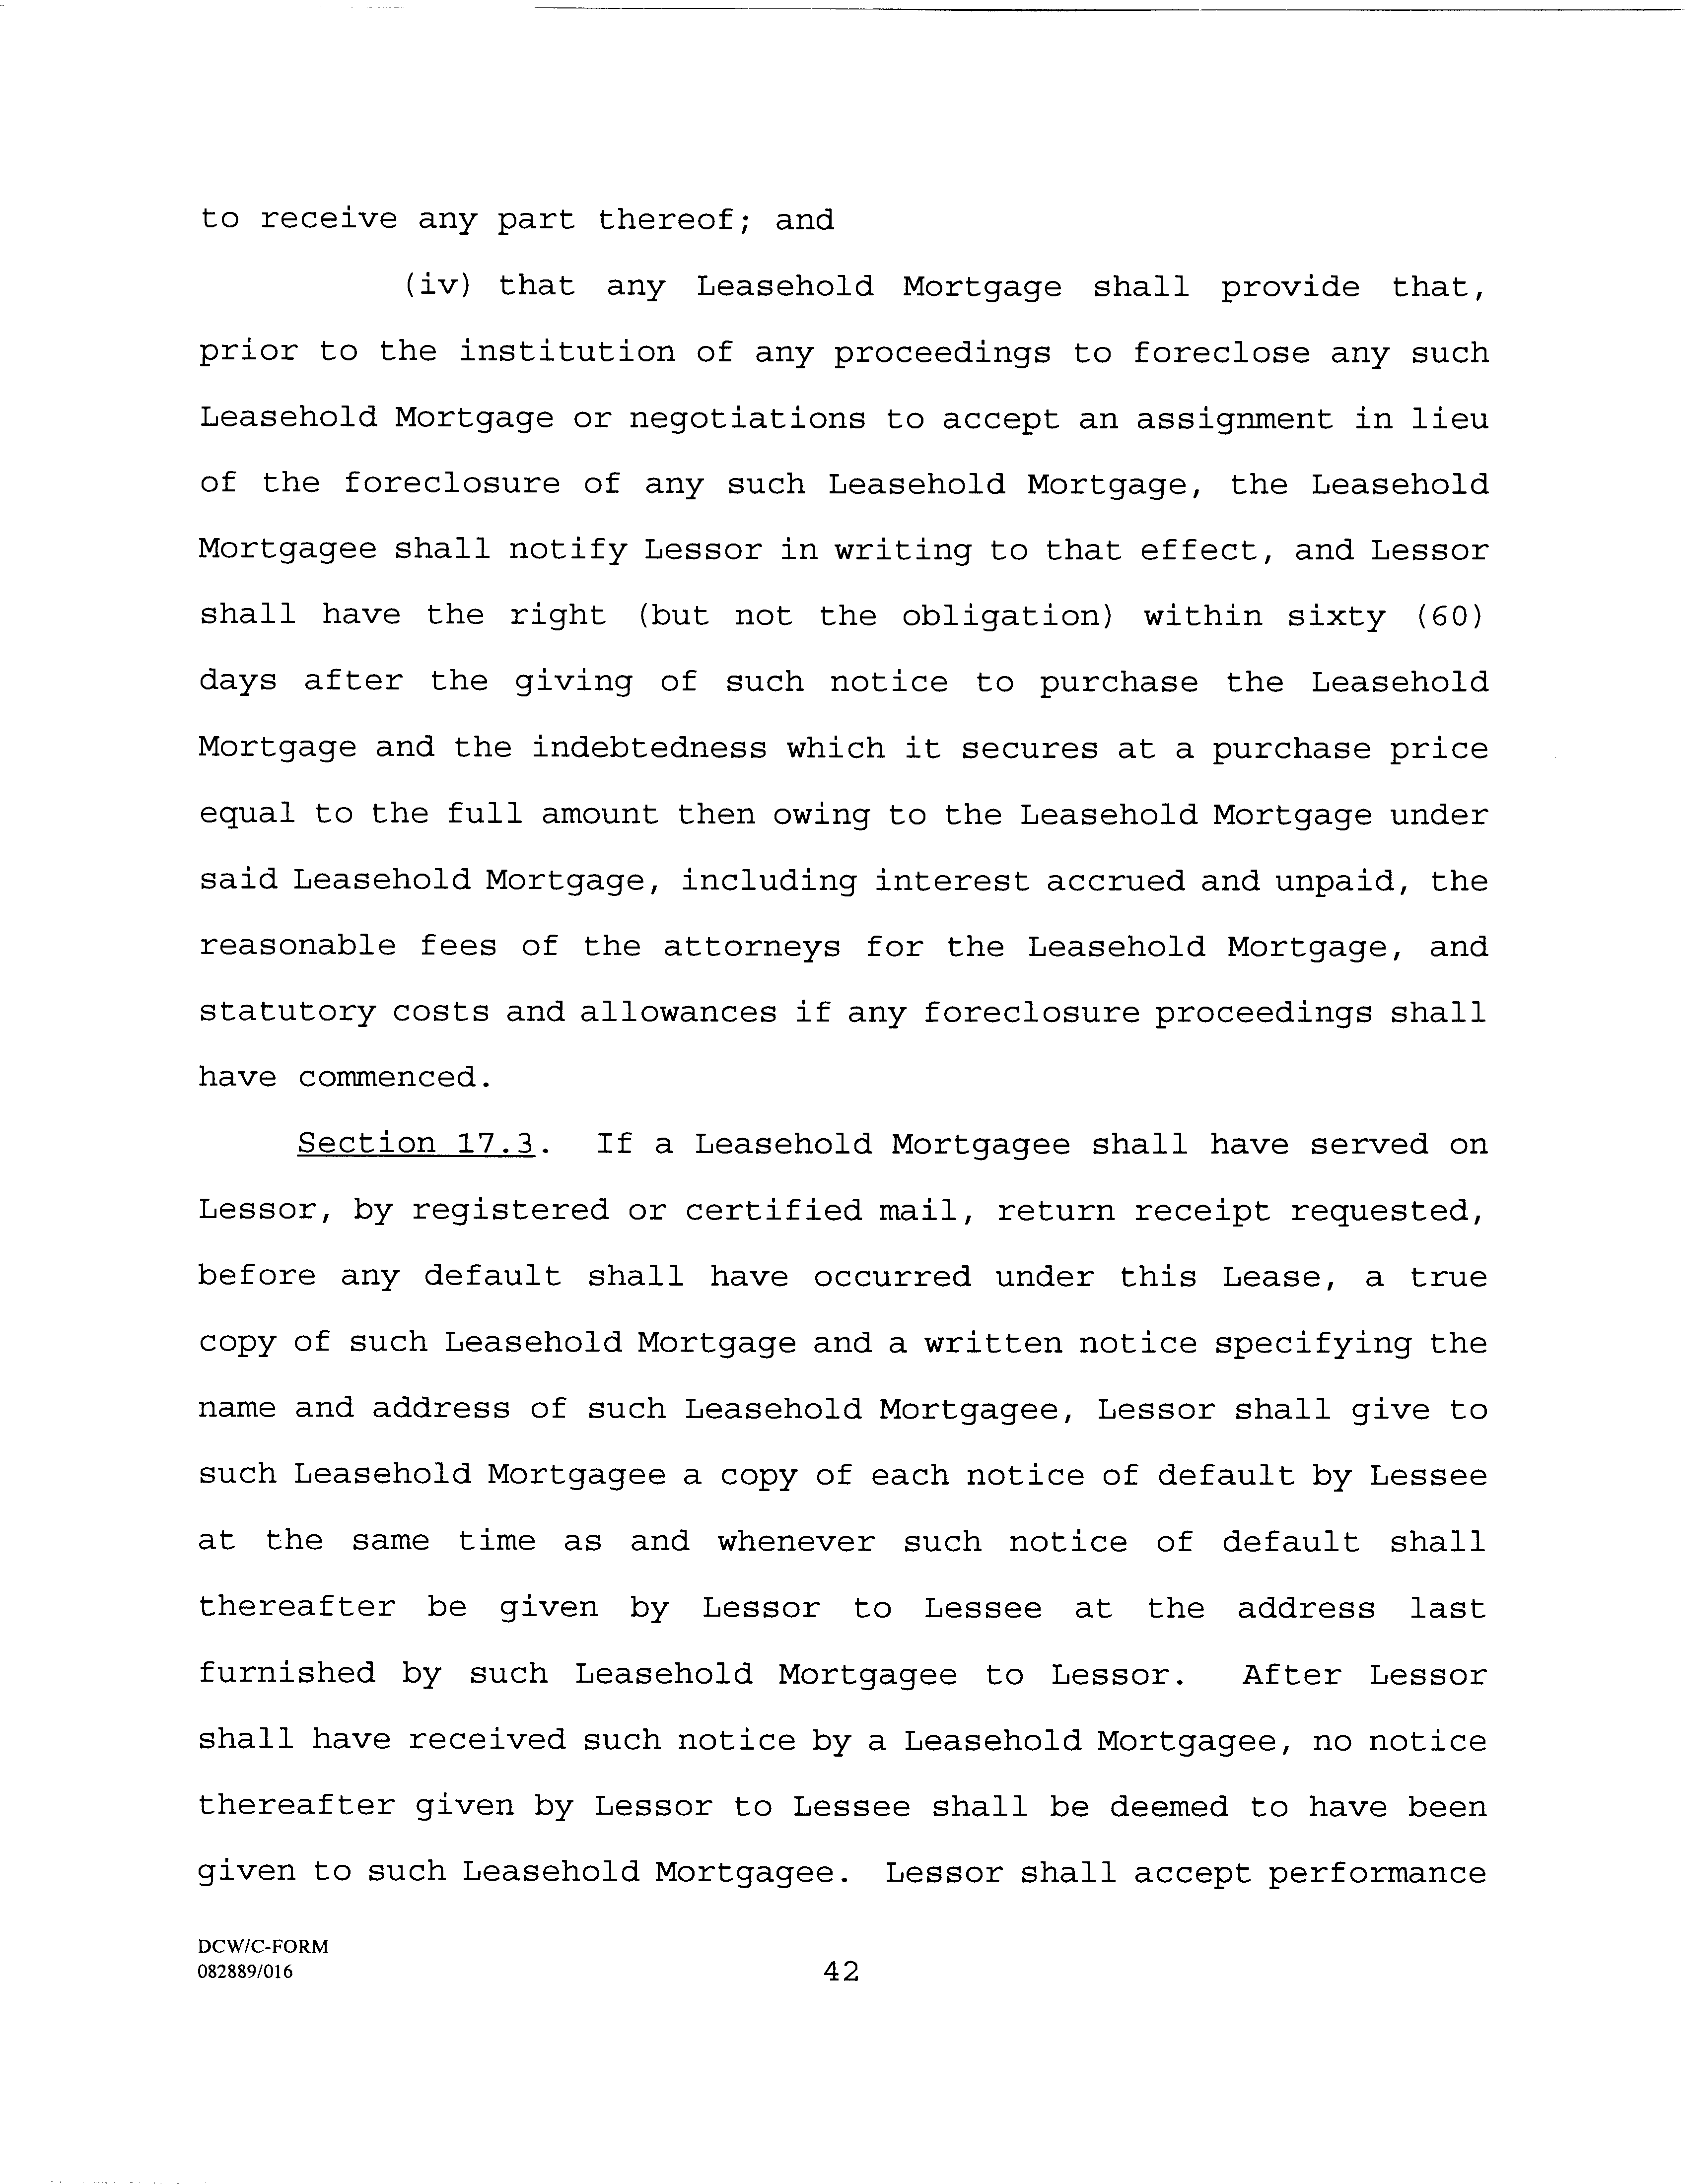 to receive any part thereof; and
(iv) that any Leasehold Mortgage shall provide that,
prior to the institution of any proceedings to foreclose any such
Leasehold Mortgage or negotiations to accept an assignment in lieu
of the foreclosure of any such Leasehold Mortgage, the Leasehold
Mortgagee shall notify Lessor in writing to that effect, and Lessor
shall have the right (but not the obligation) within sixty (60)
days after the giving of such notice to purchase the Leasehold
Mortgage and the indebtedness which it secures at a purchase price
equal to the full amount then owing to the Leasehold Mortgage under
said Leasehold Mortgage, including interest accrued and unpaid, the
reasonable fees of the attorneys for the Leasehold Mortgage, and
statutory costs and allowances if any foreclosure proceedings shall
have commenced.
Section 17.3. If a Leasehold Mortgagee shall have served on
Lessor, by registered or certified mail, return receipt requested,
before any default shall have occurred under this Lease, a true
copy of such Leasehold Mortgage and a written notice specifying the
name and address of such Leasehold Mortgagee, Lessor shall give to
such Leasehold Mortgagee a copy of each notice of default by Lessee
at the same time as and whenever such notice of default shall
thereafter be given by Lessor to Lessee at the address last
furnished by such Leasehold Mortgagee to Lessor. After Lessor
shall have received such notice by a Leasehold Mortgagee, no notice
thereafter given by Lessor to Lessee shall be deemed to have been
given to such Leasehold Mortgagee. Lessor shall accept performance
DCW/C-FORM
082889/016
42